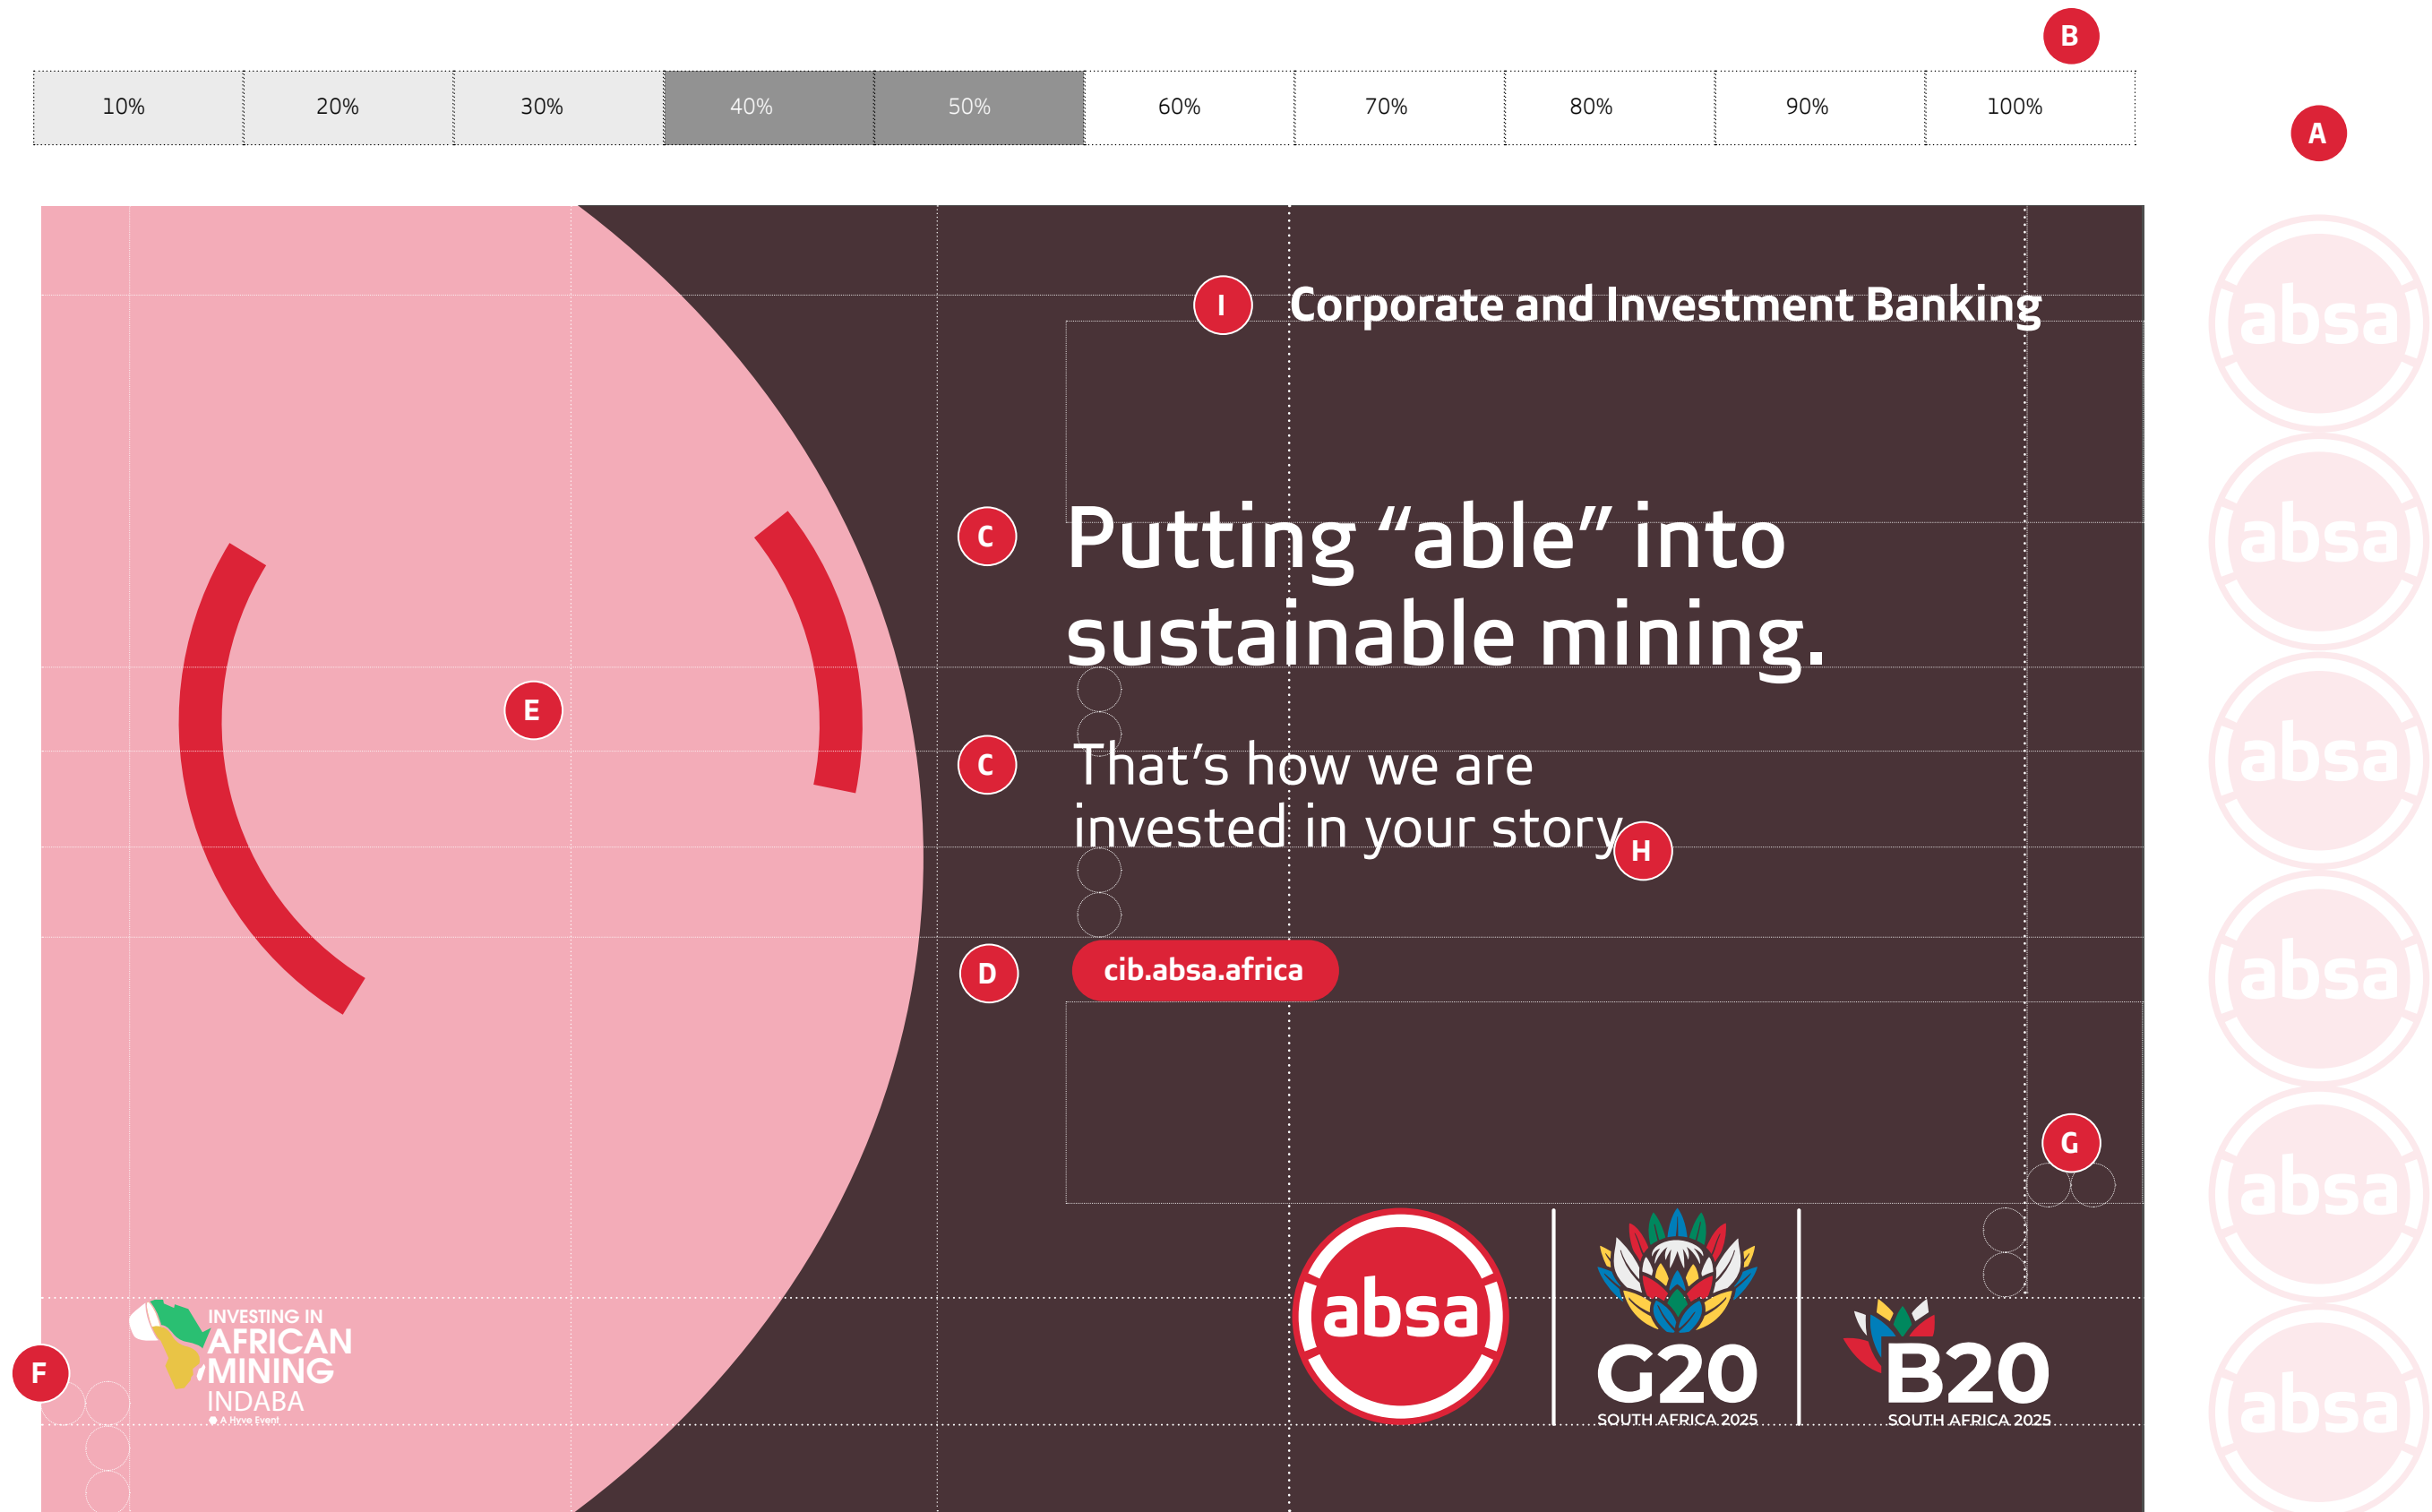 B
10%
20%
30%
40%
50%
60%
70%
80%
90%
100%
A
I
Corporate and Investment Banking
C
Putting “able” into
sustainable mining.
E
C
That’s how we are
invested in your story
H
D
cib.absa.africa
G
F
INVESTING IN
AFRICAN
MINING
INDABA
A Hyve Event
absa
G20
SOUTH AFRICA 2025
B20
SOUTH AFRICA 2025
absa
absa
absa
absa
absa
absa